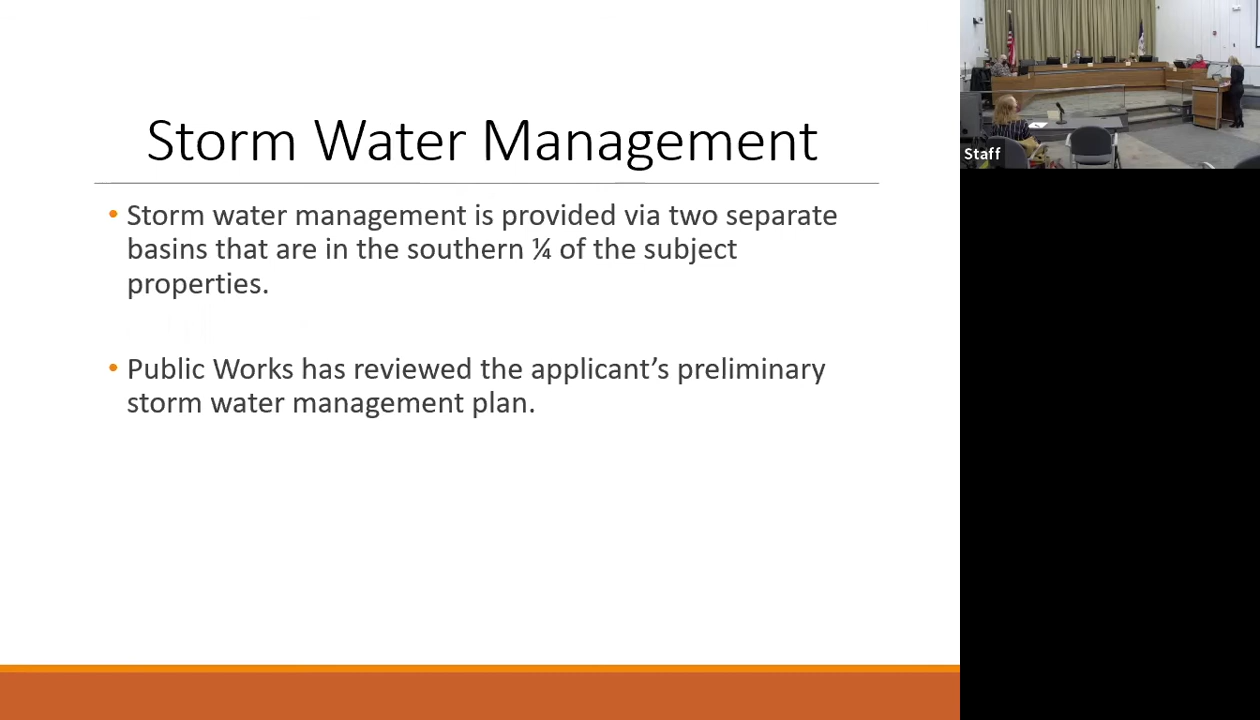 Storm Water Management
• Storm water management is provided via two separate
basins that are in the southern ¼ of the subject
properties.
• Public Works has reviewed the applicant’s preliminary
storm water management plan.
Staff